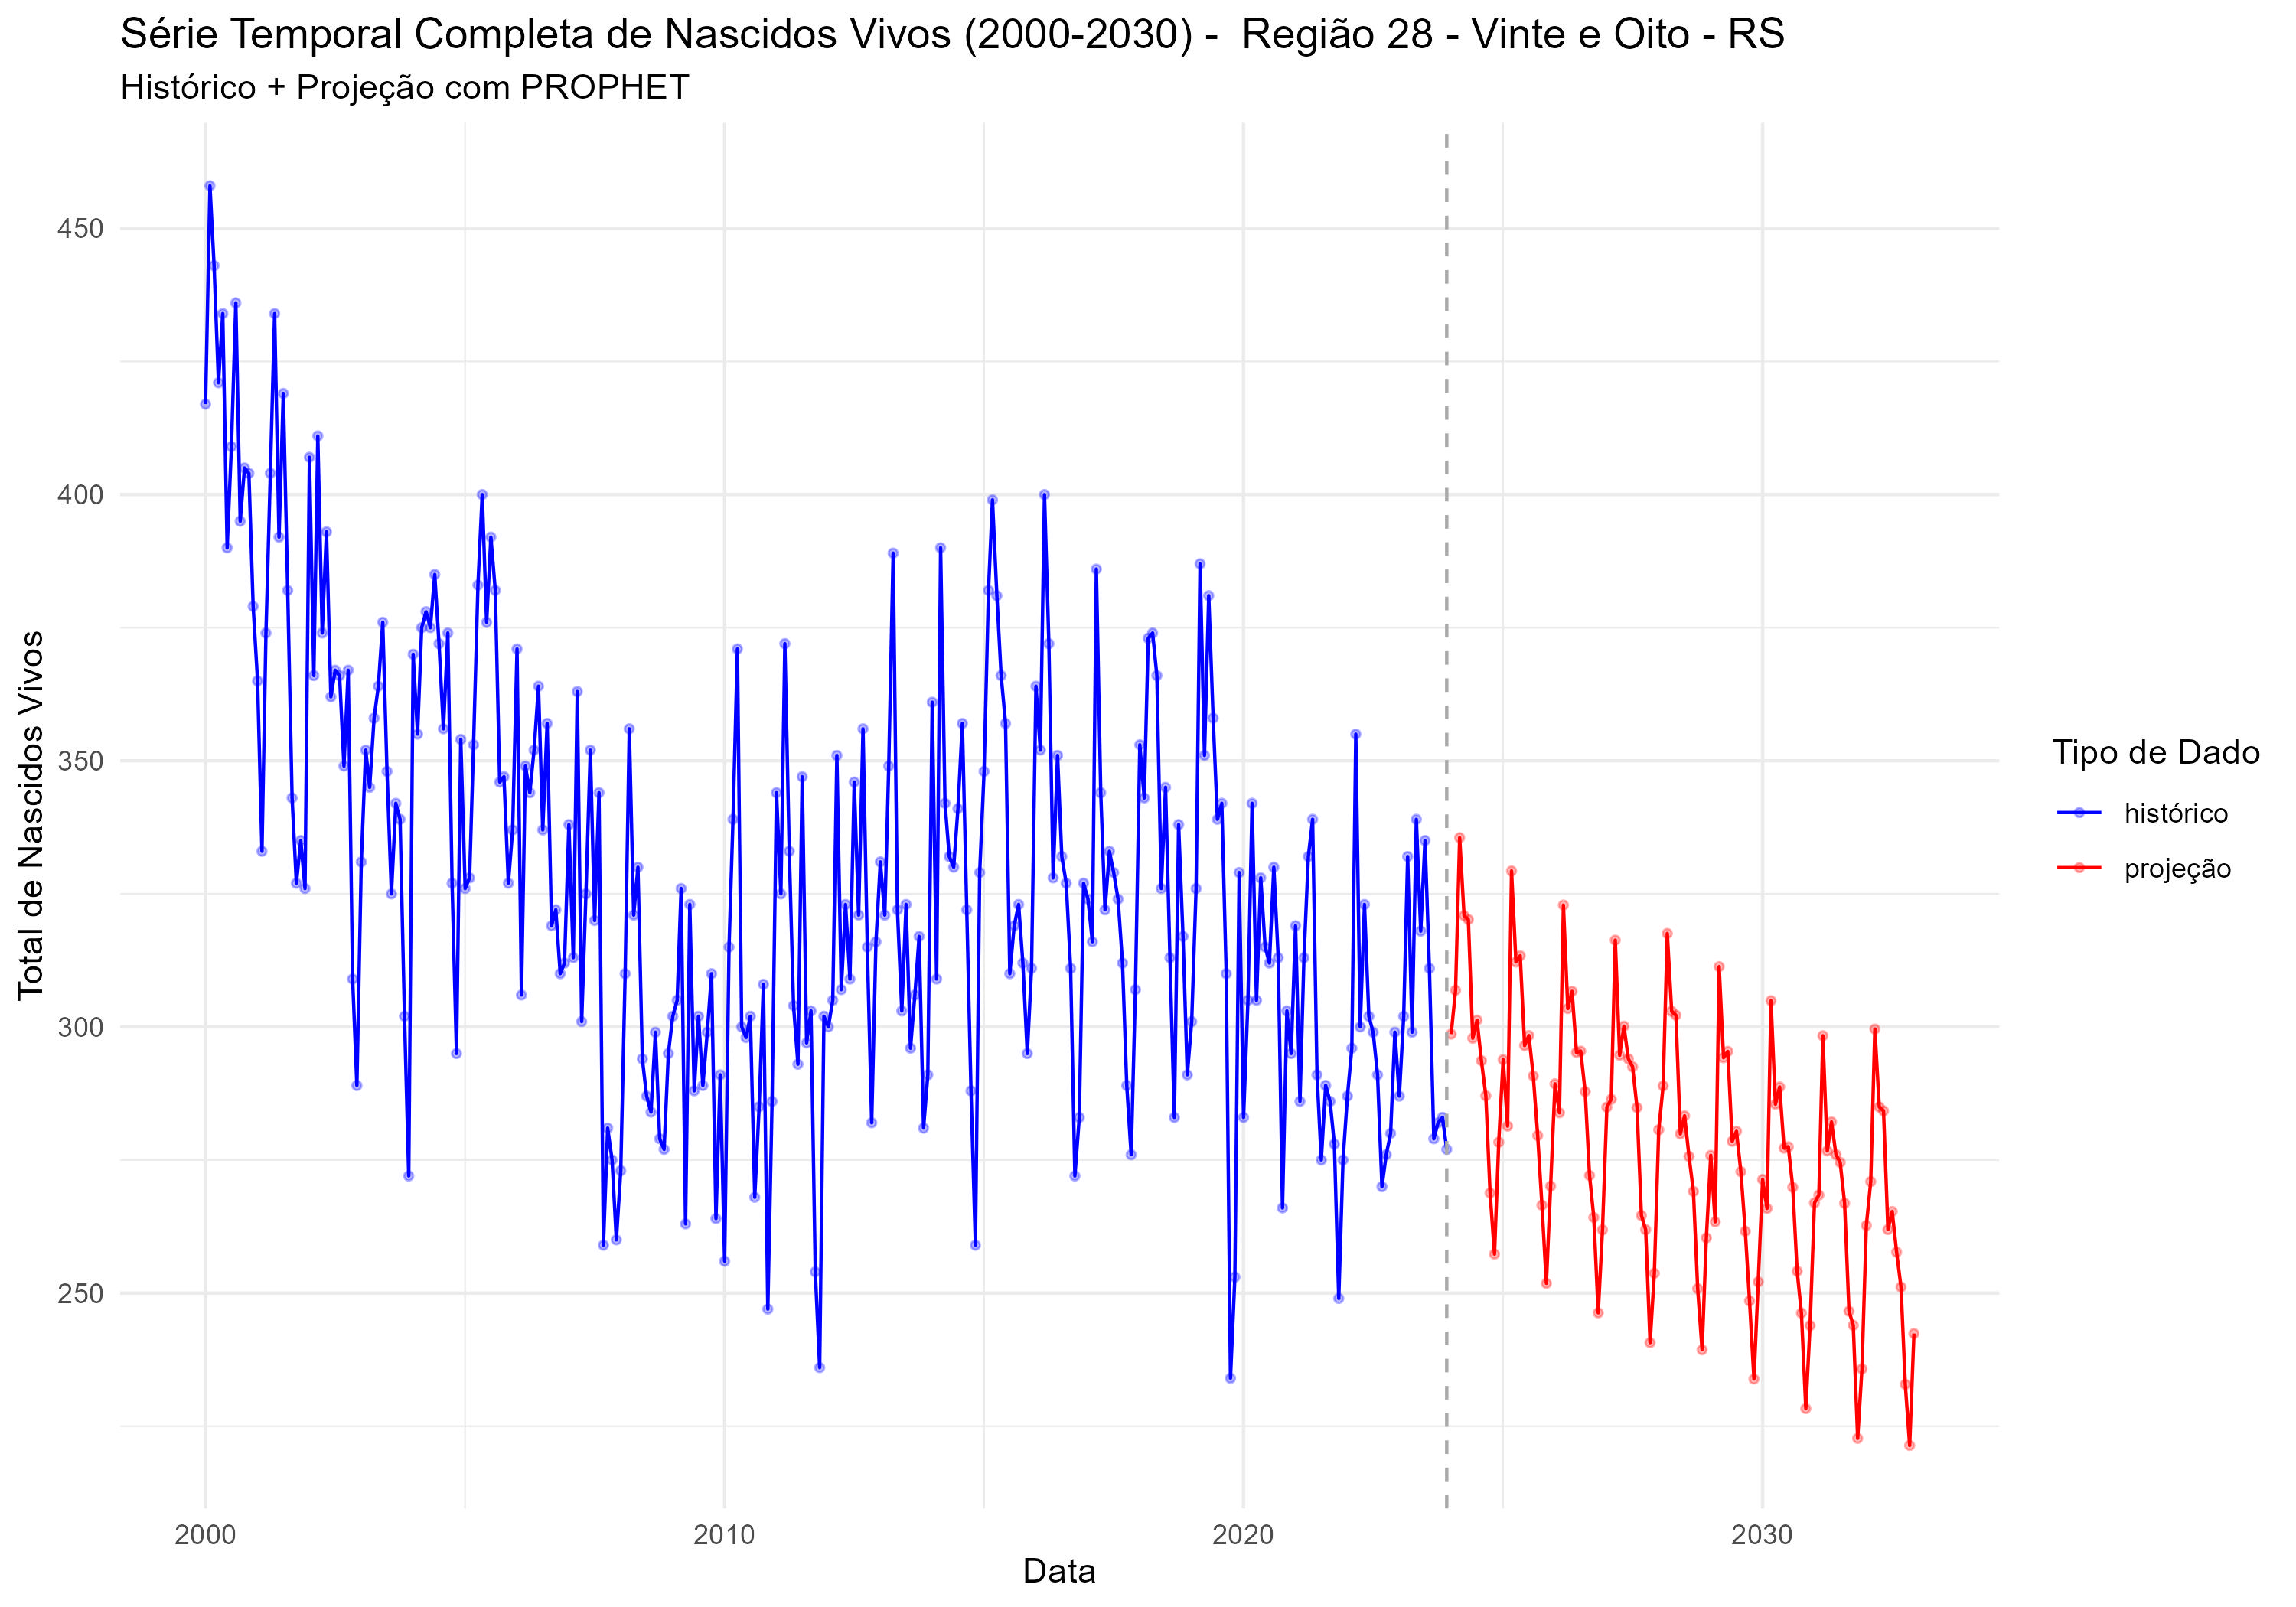 Série Temporal Completa de Nascidos Vivos (2000-2030) -  Região 28 - Vinte e Oito - RS
Histórico + Projeção com PROPHET
Total de Nascidos Vivos
450
400
350
300
250
2000
2010
2020
2030
Data
Tipo de Dado
histórico
projeção